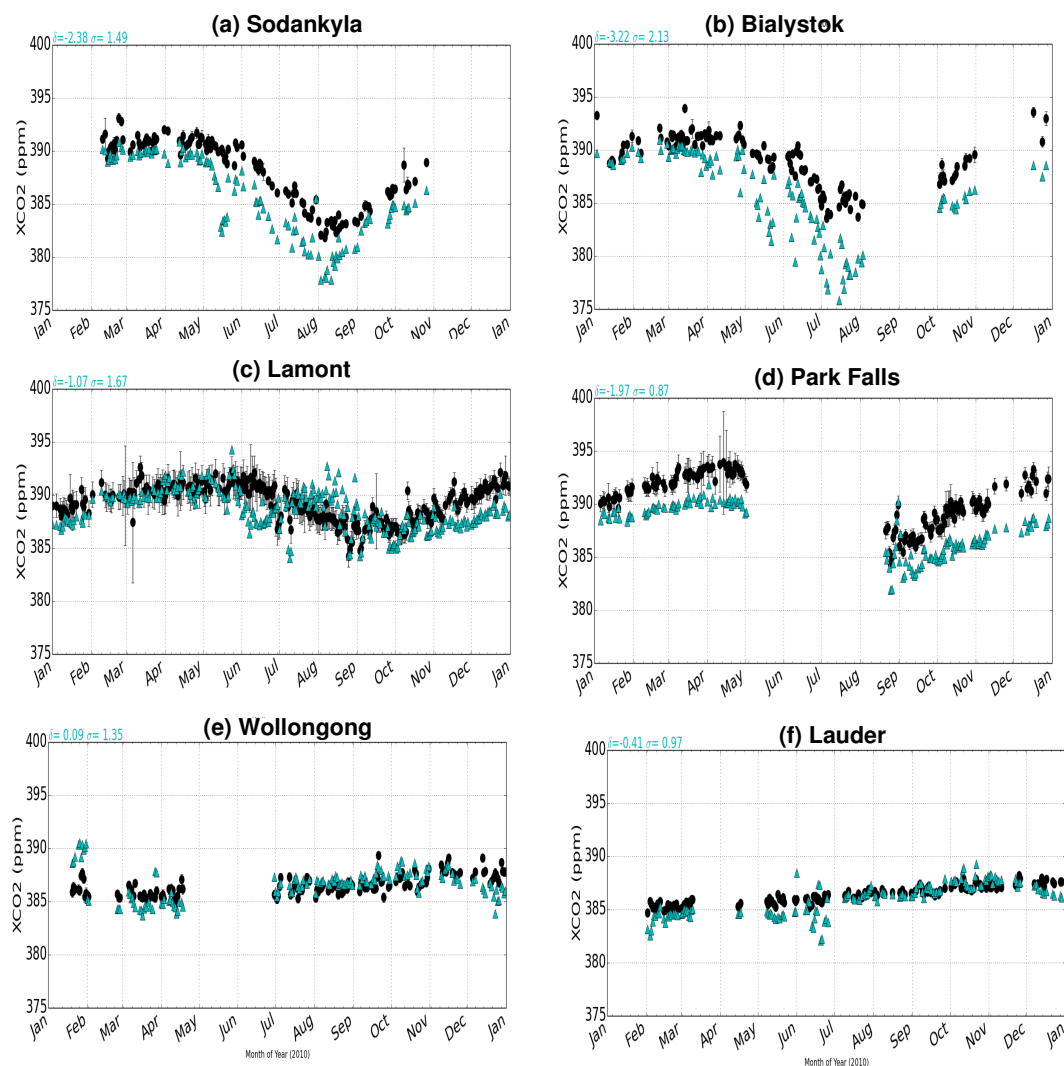 (a) Sodankyla
δ=-2.38 σ= 1.49
XCO2 (ppm)
400
395
390
385
380
375
Jan Feb Mar Apr May Jun Jul Aug Sep Oct Nov Dec Jan
(b) Bialystok
δ=-3.22 σ= 2.13
XCO2 (ppm)
400
395
390
385
380
375
Jan Feb Mar Apr May Jun Jul Aug Sep Oct Nov Dec Jan
(c) Lamont
δ=-1.07 σ= 1.67
XCO2 (ppm)
400
395
390
385
380
375
Jan Feb Mar Apr May Jun Jul Aug Sep Oct Nov Dec Jan
(d) Park Falls
δ=-1.97 σ= 0.87
XCO2 (ppm)
400
395
390
385
380
375
Jan Feb Mar Apr May Jun Jul Aug Sep Oct Nov Dec Jan
(e) Wollongong
δ= 0.09 σ= 1.35
XCO2 (ppm)
400
395
390
385
380
375
Jan Feb Mar Apr May Jun Jul Aug Sep Oct Nov Dec Jan
Month of Year (2010)
(f) Lauder
δ=-0.41 σ= 0.97
XCO2 (ppm)
400
395
390
385
380
375
Jan Feb Mar Apr May Jun Jul Aug Sep Oct Nov Dec Jan
Month of Year (2010)